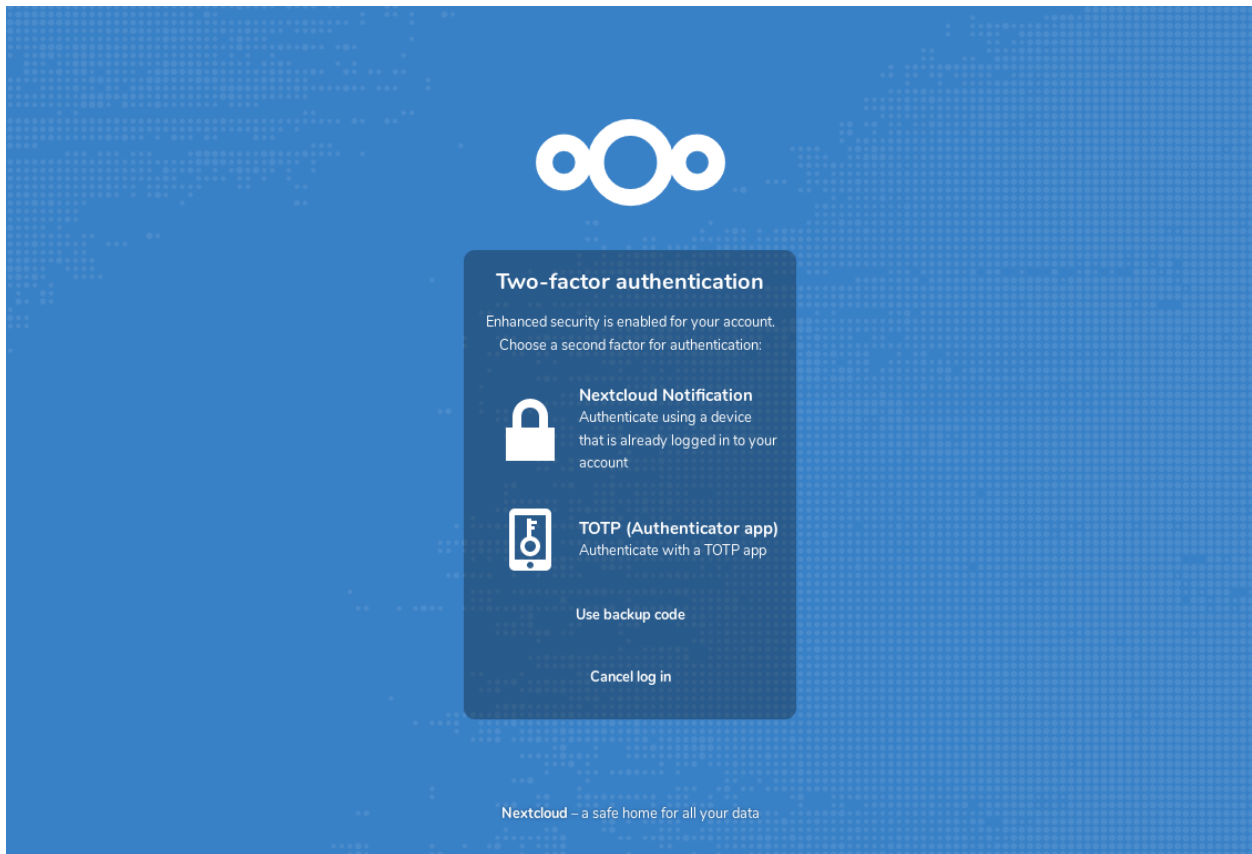 Two-factor authentication
Enhanced security is enabled for your account.
Choose a second factor for authentication:
Nextcloud Notification
Authenticate using a device
that is already logged in to your
account
TOTP (Authenticator app)
Authenticate with a TOTP app
Use backup code
Cancel log in
Nextcloud – a safe home for all your data